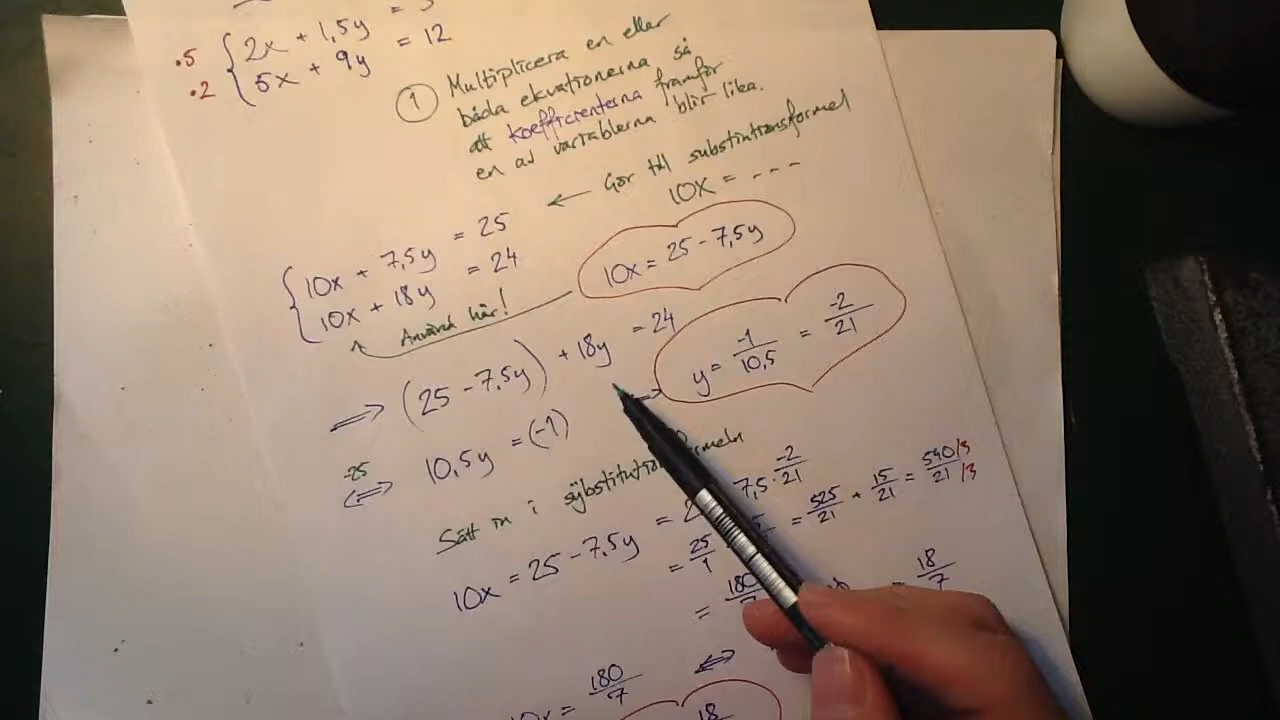 ·5 { 2x + 1,5y = 5
·2 { 5x + 9y = 12
① Multiplicera en eller
båda ekvationerna så
att koefficienterna framför
en av variablerna blir lika.
← Gör till substitutionsformel
10x = ---
{ 10x + 7,5y = 25
{ 10x + 18y = 24
10x = 25 - 7,5y
Använd här!
⟹ (25 - 7,5y) + 18y = 24
y = -1/10,5 = -2/21
-25
⟺ 10,5y = (-1)
Sätt in i
10x = 25 - 7,5y
7,5 · -2/21
= 25/1
= 525/21 + 15/21 = 540/3 / 21/3
= 180
= 18/7
10x = 180/7 ⟺
18